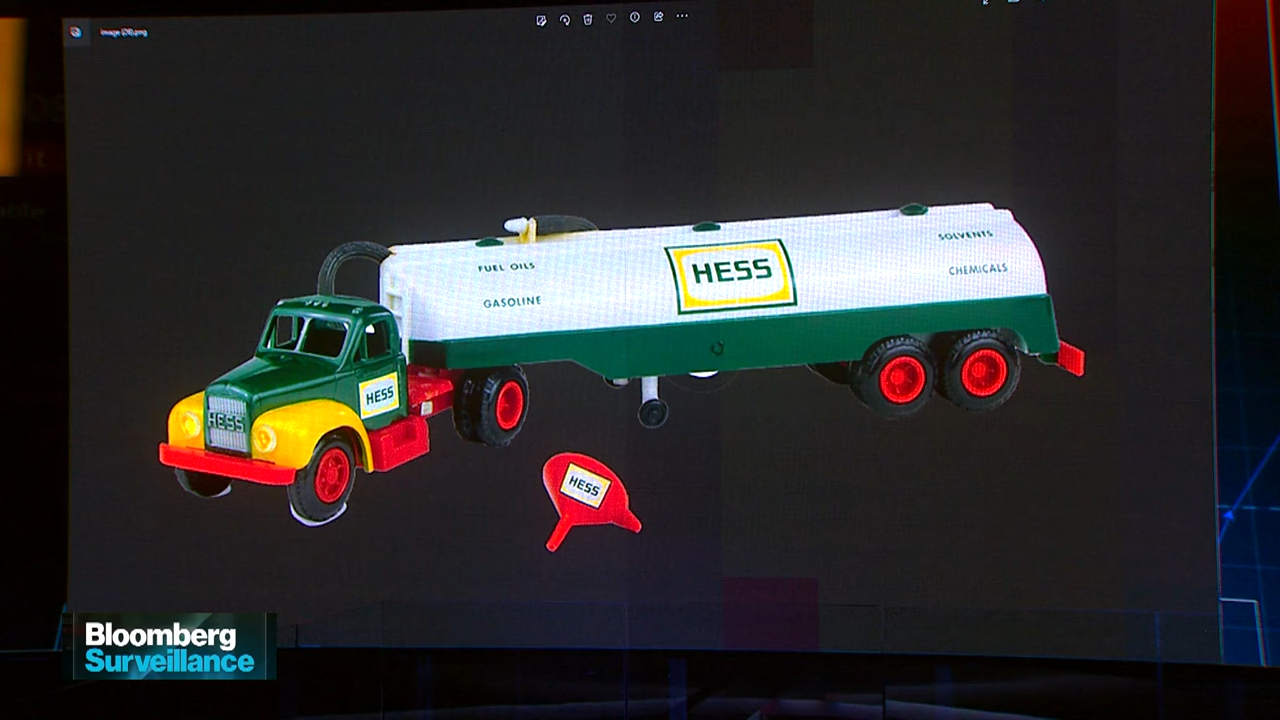 FUEL OILS
GASOLINE
HESS
SOLVENTS
CHEMICALS
HESS
HESS
HESS
Bloomberg
Surveillance